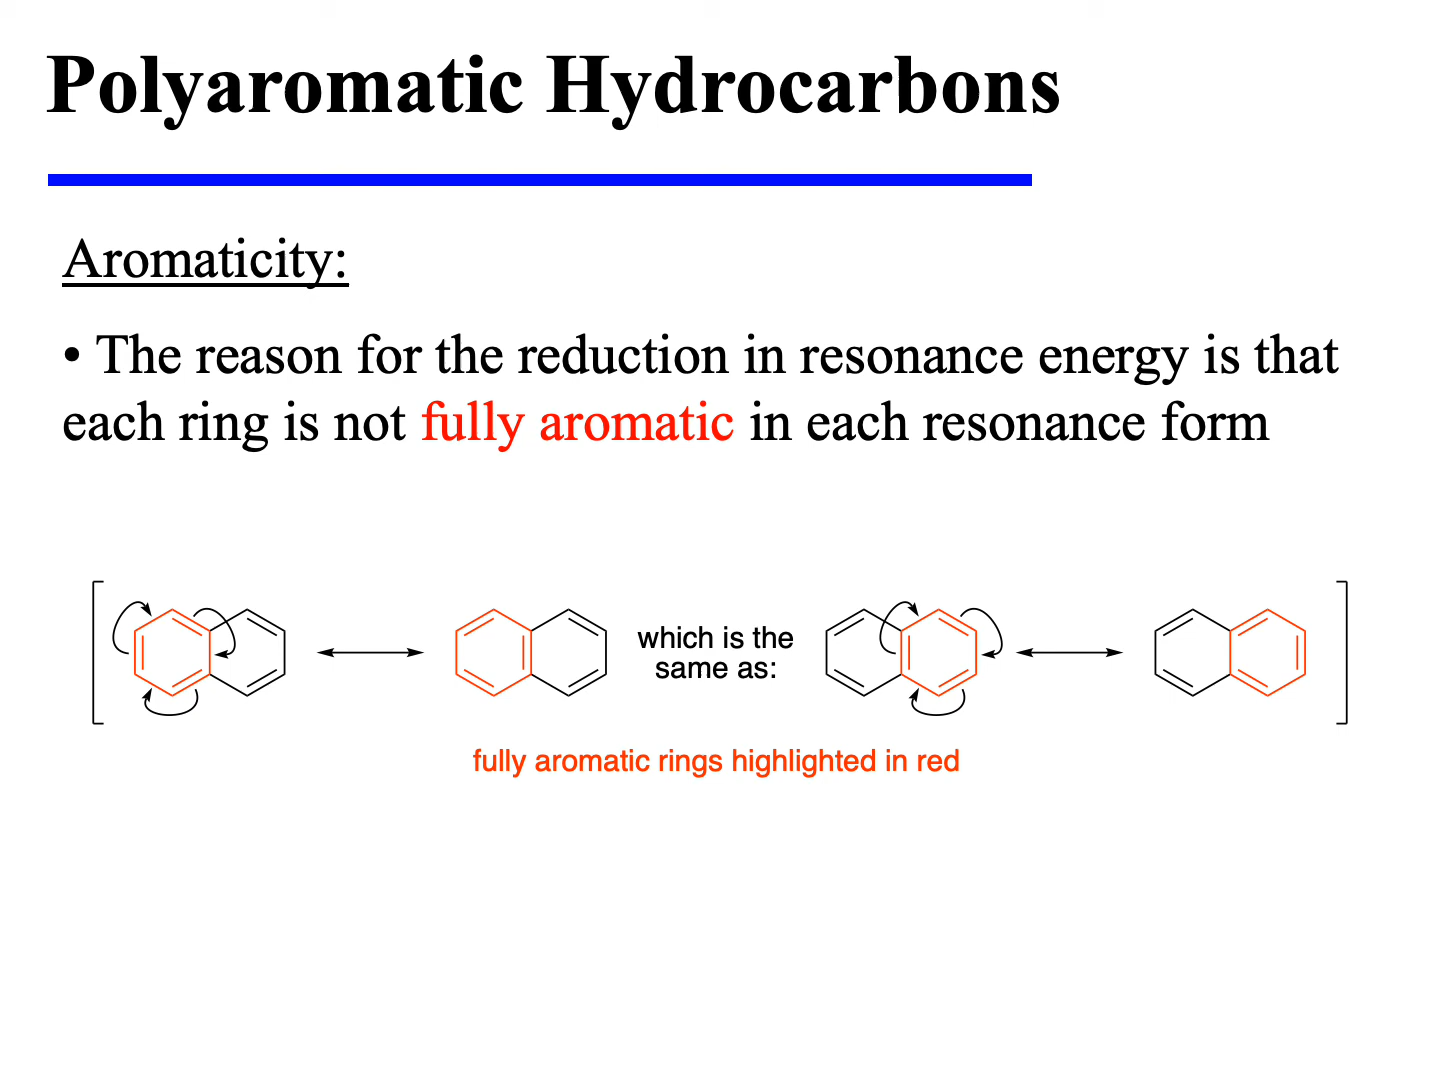 Polyaromatic Hydrocarbons
Aromaticity:
• The reason for the reduction in resonance energy is that
each ring is not fully aromatic in each resonance form
which is the
same as:
fully aromatic rings highlighted in red